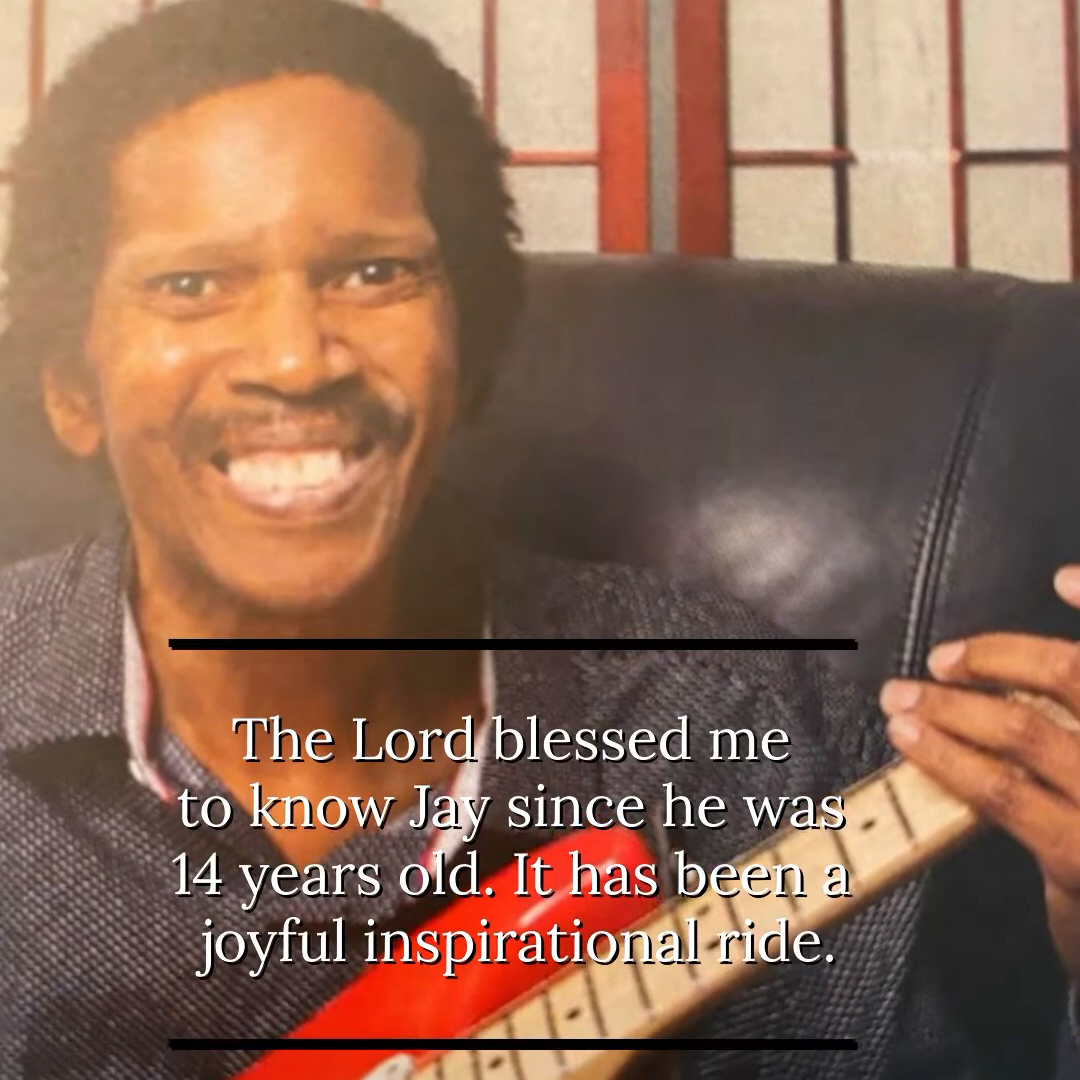 The Lord blessed me
to know Jay since he was
14 years old. It has been a
joyful inspirational ride.